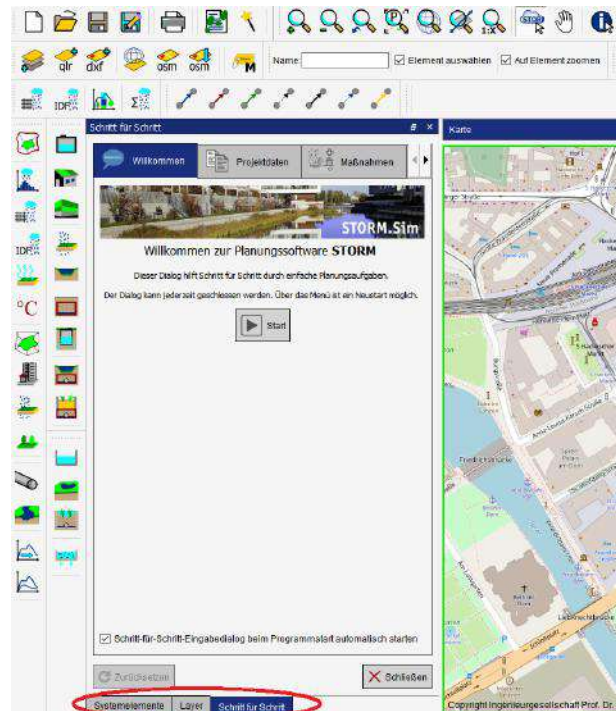 1:X
STOP
qlr
dxf
osm
osm
M
Name
Element auswählen
Auf Element zoomen
IDF
Schritt für Schritt
Karte
Willkommen
Projektdaten
Maßnahmen
STORM.Sim
Willkommen zur Planungssoftware STORM
Dieser Dialog hilft Schritt für Schritt durch einfache Planungsaufgaben.
Der Dialog kann jederzeit geschlossen werden. Über das Menü ist ein Neustart möglich.
Start
IDF
°C
Schritt-für-Schritt-Eingabedialog beim Programmstart automatisch starten
Zurücksetzen
Schließen
Systemelemente
Layer
Schritt für Schritt
Friedrichsbrücke
Copyright Ingenieurgesellschaft Prof. Dr.